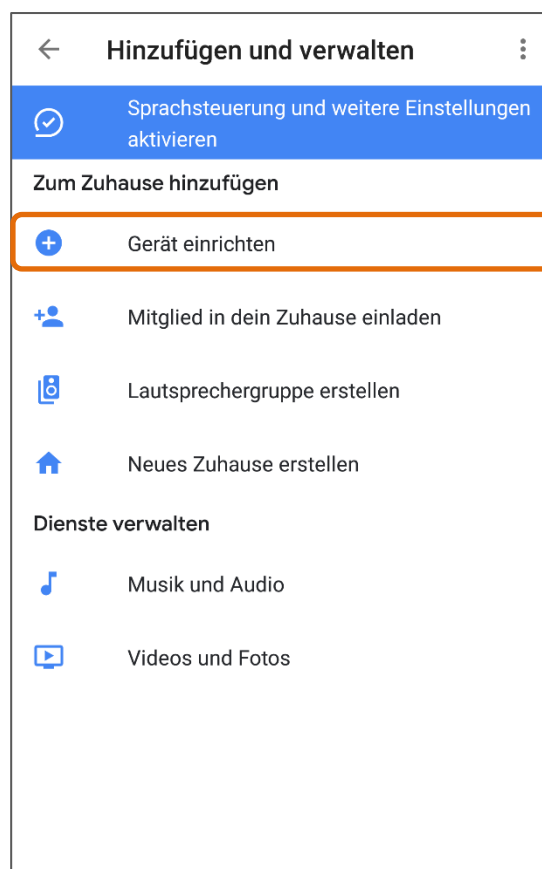 Hinzufügen und verwalten
Sprachsteuerung und weitere Einstellungen
aktivieren
Zum Zuhause hinzufügen
Gerät einrichten
Mitglied in dein Zuhause einladen
Lautsprechergruppe erstellen
Neues Zuhause erstellen
Dienste verwalten
Musik und Audio
Videos und Fotos